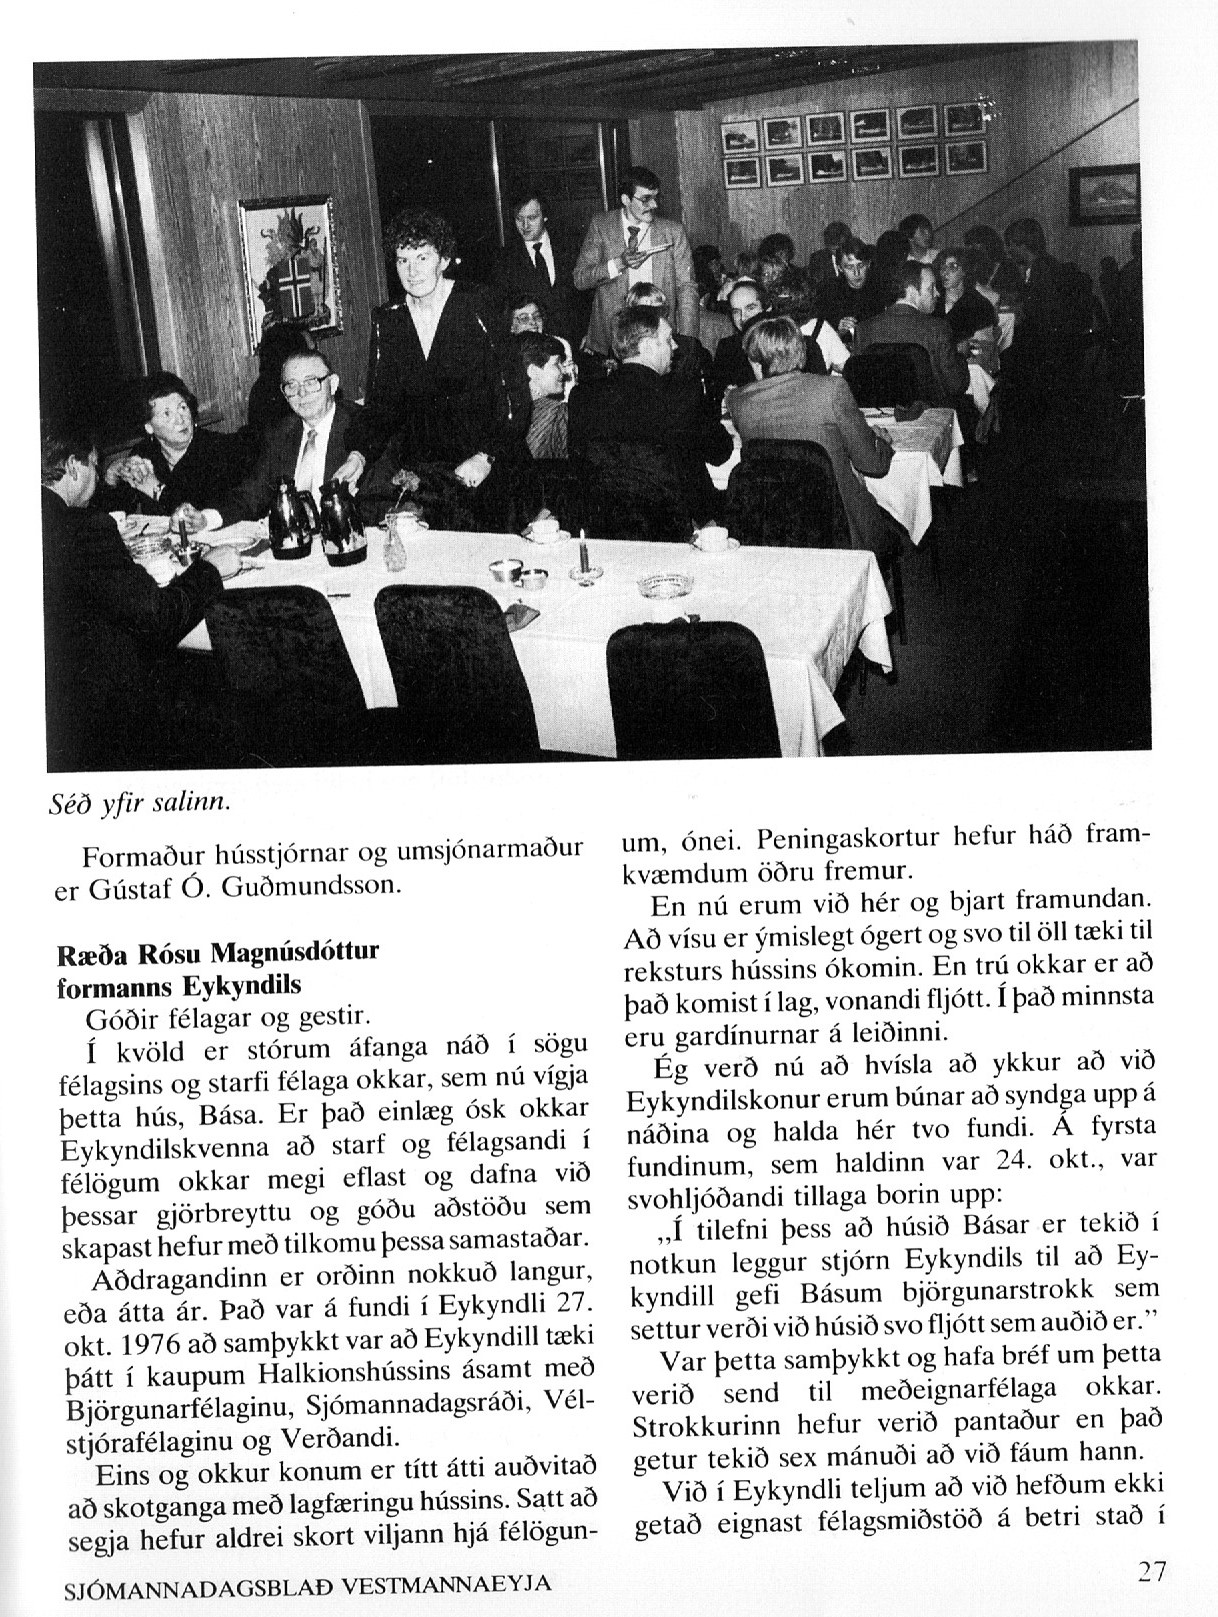 Séð yfir salinn.
Formaður hússtjórnar og umsjónarmaður
er Gústaf Ó. Guðmundsson.
Ræða Rósu Magnúsdóttur
formanns Eykyndils
Góðir félagar og gestir.
Í kvöld er stórum áfanga náð í sögu
félagsins og starfi félaga okkar, sem nú vígja
þetta hús, Bása. Er það einlæg ósk okkar
Eykyndilskvenna að starf og félagsandi í
félögum okkar megi eflast og dafna við
þessar gjörbreyttu og góðu aðstöðu sem
skapast hefur með tilkomu þessa samastaðar.
Aðdragandinn er orðinn nokkuð langur,
eða átta ár. Það var á fundi í Eykyndli 27.
okt. 1976 að samþykkt var að Eykyndill tæki
þátt í kaupum Halkionshússins ásamt með
Björgunarfélaginu, Sjómannadagsráði, Vél-
stjórafélaginu og Verðandi.
Eins og okkur konum er títt átti auðvitað
að skotganga með lagfæringu hússins. Satt að
segja hefur aldrei skort viljann hjá félögun-
um, ónei. Peningaskortur hefur háð fram-
kvæmdum öðru fremur.
En nú erum við hér og bjart framundan.
Að vísu er ýmislegt ógert og svo til öll tæki til
reksturs hússins ókomin. En trú okkar er að
það komist í lag, vonandi fljótt. Í það minnsta
eru gardínurnar á leiðinni.
Ég verð nú að hvísla að ykkur að við
Eykyndilskonur erum búnar að syndga upp á
náðina og halda hér tvo fundi. Á fyrsta
fundinum, sem haldinn var 24. okt., var
svohljóðandi tillaga borin upp:
,,Í tilefni þess að húsið Básar er tekið í
notkun leggur stjórn Eykyndils til að Ey-
kyndill gefi Básum björgunarstrokk sem
settur verði við húsið svo fljótt sem auðið er.”
Var þetta samþykkt og hafa bréf um þetta
verið send til meðeignarfélaga okkar.
Strokkurinn hefur verið pantaður en það
getur tekið sex mánuði að við fáum hann.
Við í Eykyndli teljum að við hefðum ekki
getað eignast félagsmiðstöð á betri stað í
SJÓMANNADAGSBLAÐ VESTMANNAEYJA
27